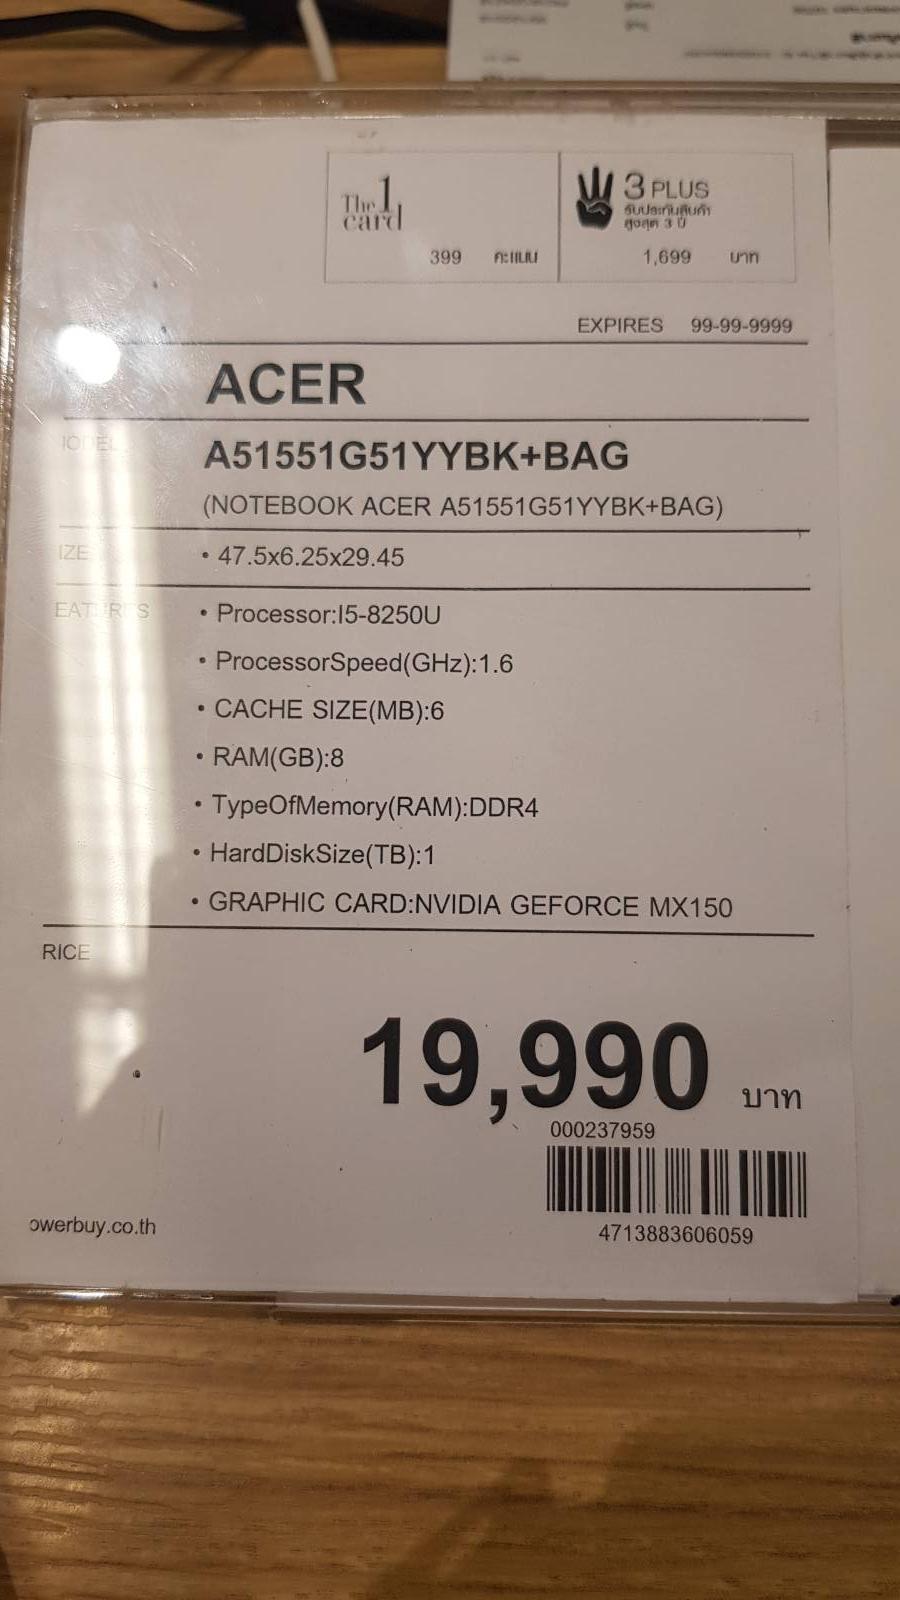 The 1 card
399 คะแนน
3 PLUS
รับประกันสินค้า
สูงสุด 3 ปี
1,699 บาท
EXPIRES 99-99-9999
ACER
IODEL
A51551G51YYBK+BAG
(NOTEBOOK ACER A51551G51YYBK+BAG)
IZE
• 47.5x6.25x29.45
EATURES
• Processor:I5-8250U
• ProcessorSpeed(GHz):1.6
• CACHE SIZE(MB):6
• RAM(GB):8
• TypeOfMemory(RAM):DDR4
• HardDiskSize(TB):1
• GRAPHIC CARD:NVIDIA GEFORCE MX150
RICE
19,990 บาท
000237959
4713883606059
owerbuy.co.th